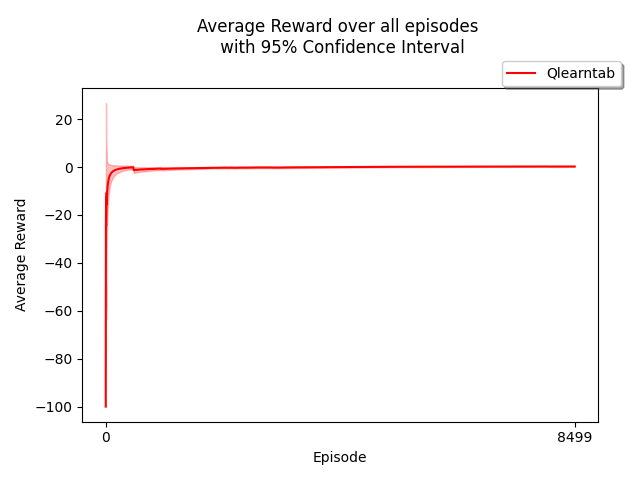 Average Reward over all episodes
with 95% Confidence Interval
Qlearntab
20
0
−20
−40
−60
−80
−100
Average Reward
0
8499
Episode